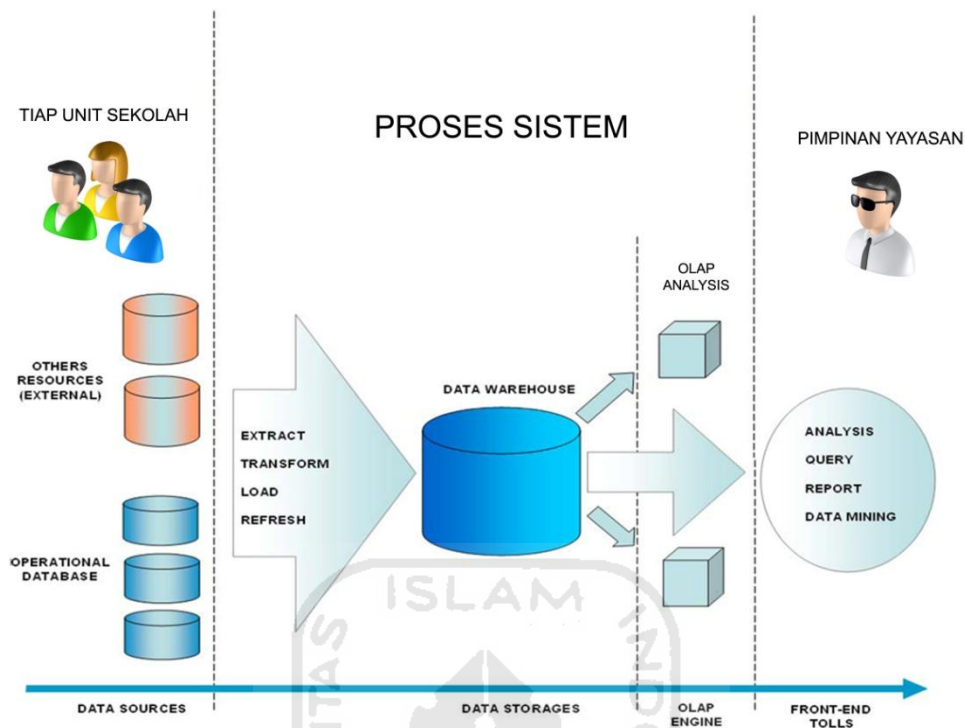 TIAP UNIT SEKOLAH
PROSES SISTEM
PIMPINAN YAYASAN
OLAP
ANALYSIS
OTHERS
RESOURCES
(EXTERNAL)
DATA WAREHOUSE
EXTRACT
TRANSFORM
LOAD
REFRESH
ANALYSIS
QUERY
REPORT
DATA MINING
OPERATIONAL
DATABASE
ISLAM
DATA SOURCES
DATA STORAGES
OLAP
ENGINE
FRONT-END
TOLLS